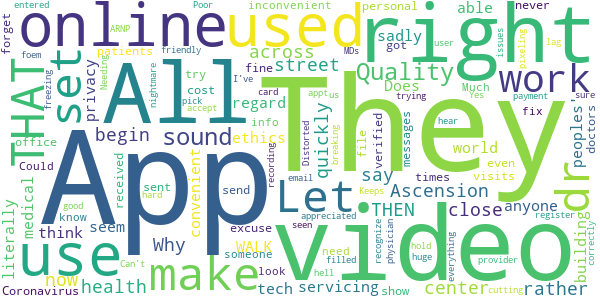 entered ARNP inconvenient personal able never Poor
forget online used right
foem set patients across MDs sadly got issues user pixeling lag
friendly
THAT privacy nightmare All street They work
freezing Needing I've try fine Quality Does Much Yes payment sure
cost card appt us regard pick accept info breaking trying fix
office begin sound quickly file verified messages peoples' doctors
Could App ethics world hear dr
literally medical received convenient recording Distorted say times even visits
sent send Let email Ascension
good know seem hard appreciated THEN close anyone
think Why WALK Keeps seen register building
use Can't make excuse someone video need recognize physician hold huge everything provider correctly
now look filled center
health tech servicing hell show cutting rather
Coronavirus